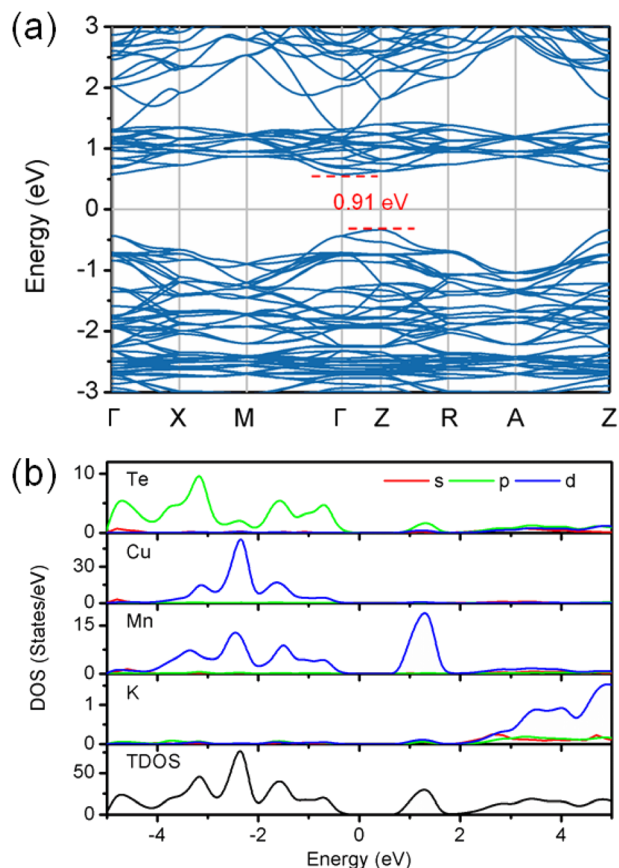 (a)
3
2
1
0
-1
-2
-3
Energy (eV)
0.91 eV
Γ X M Γ Z R A Z
(b)
Te
s p d
10
5
0
Cu
30
0
Mn
15
0
K
1
0
TDOS
50
0
DOS (States/eV)
-4 -2 0 2 4
Energy (eV)